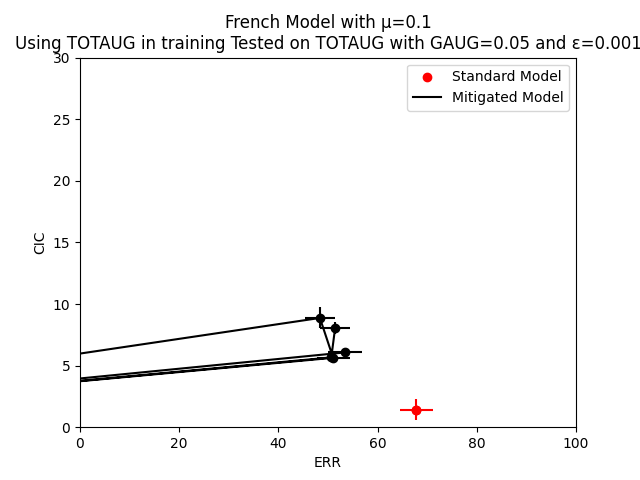 French Model with μ=0.1
Using TOTAUG in training Tested on TOTAUG with GAUG=0.05 and ε=0.001
30
25
20
15
10
5
0
CIC
Standard Model
Mitigated Model
0 20 40 60 80 100
ERR